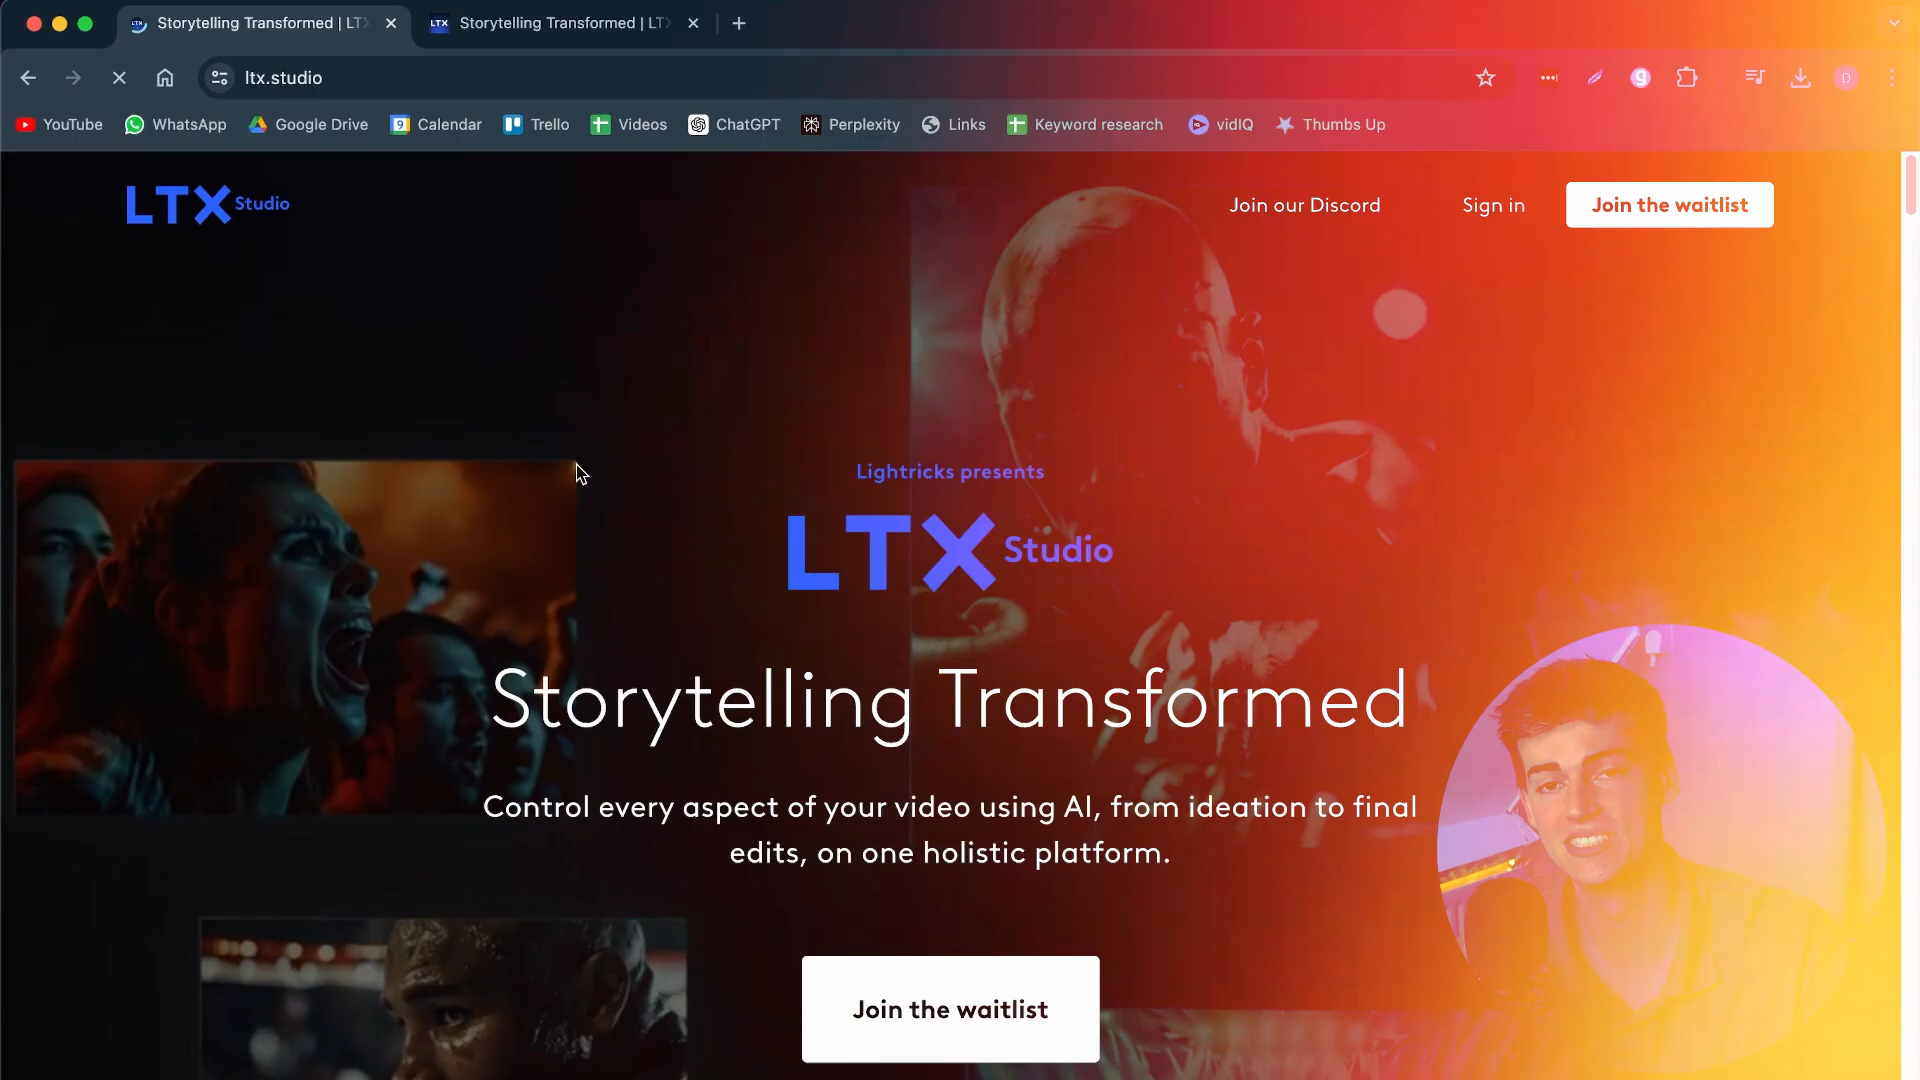 Storytelling Transformed | LTX
Storytelling Transformed | LT
ltx.studio
YouTube WhatsApp Google Drive Calendar Trello Videos ChatGPT Perplexity Links Keyword research vidIQ Thumbs Up
LTX Studio
Join our Discord Sign in Join the waitlist
Lightricks presents
LTX Studio
Storytelling Transformed
Control every aspect of your video using AI, from ideation to final
edits, on one holistic platform.
Join the waitlist